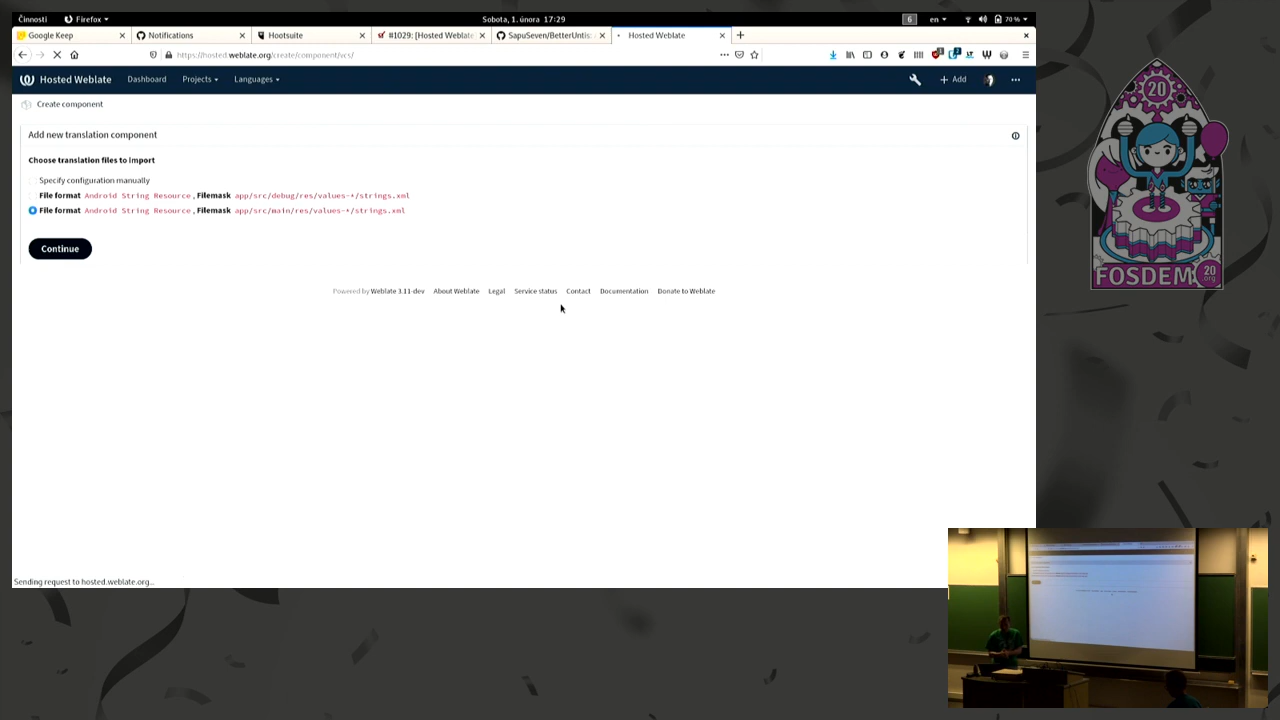 Činnosti Firefox Sobota, 1. února 17:29 6 en 70 %
Google Keep Notifications Hootsuite #1029: [Hosted Weblate SapuSeven/BetterUntis: Hosted Weblate
https://hosted.weblate.org/create/component/vcs/
Hosted Weblate Dashboard Projects Languages Add
Create component
Add new translation component
Choose translation files to import
Specify configuration manually
File format Android String Resource, Filemask app/src/debug/res/values-*/strings.xml
File format Android String Resource, Filemask app/src/main/res/values-*/strings.xml
Continue
Powered by Weblate 3.11-dev About Weblate Legal Service status Contact Documentation Donate to Weblate
Sending request to hosted.weblate.org...
20
FOSDEM 20
.org